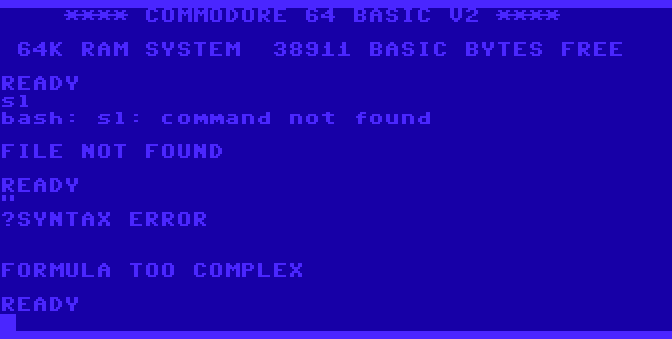 **** COMMODORE 64 BASIC V2 ****
64K RAM SYSTEM  38911 BASIC BYTES FREE
READY
sl
bash: sl: command not found
FILE NOT FOUND
READY
"
?SYNTAX ERROR
FORMULA TOO COMPLEX
READY